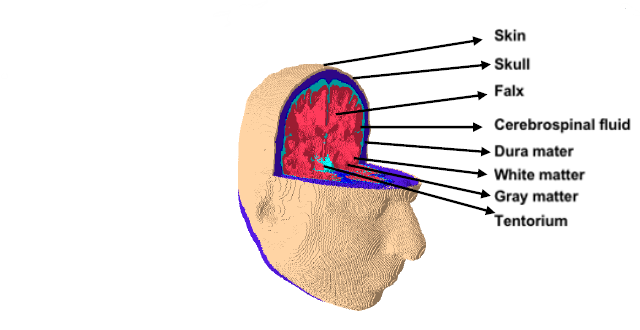 Skin
Skull
Falx
Cerebrospinal fluid
Dura mater
White matter
Gray matter
Tentorium